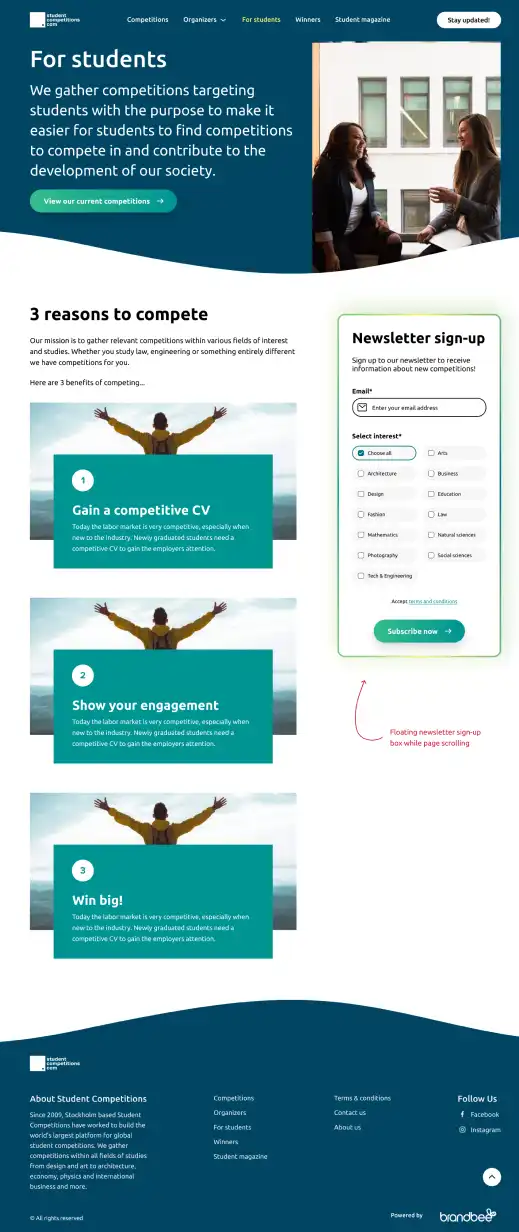 student
competitions
.com
Competitions
Organizers
For students
Winners
Student magazine
Stay updated!
For students
We gather competitions targeting
students with the purpose to make it
easier for students to find competitions
to compete in and contribute to the
development of our society.
View our current competitions
3 reasons to compete
Our mission is to gather relevant competitions within various fields of interest
and studies. Whether you study law, engineering or something entirely different
we have competitions for you.
Here are 3 benefits of competing...
1
Gain a competitive CV
Today the labor market is very competitive, especially when
new to the industry. Newly graduated students need a
competitive CV to gain the employers attention.
2
Show your engagement
Today the labor market is very competitive, especially when
new to the industry. Newly graduated students need a
competitive CV to gain the employers attention.
3
Win big!
Today the labor market is very competitive, especially when
new to the industry. Newly graduated students need a
competitive CV to gain the employers attention.
Newsletter sign-up
Sign up to our newsletter to receive
information about new competitions!
Email*
Enter your email address
Select interest*
Choose all
Arts
Architecture
Business
Design
Education
Fashion
Law
Mathematics
Natural sciences
Photography
Social sciences
Tech & Engineering
Accept terms and conditions
Subscribe now
Floating newsletter sign-up
box while page scrolling
student
competitions
.com
About Student Competitions
Since 2009, Stockholm based Student
Competitions have worked to build the
world's largest platform for global
student competitions. We gather
competitions within all fields of studies
from design and art to architecture,
economy, physics and international
business and more.
Competitions
Organizers
For students
Winners
Student magazine
Terms & conditions
Contact us
About us
Follow Us
Facebook
Instagram
© All rights reserved
Powered by
brandbee